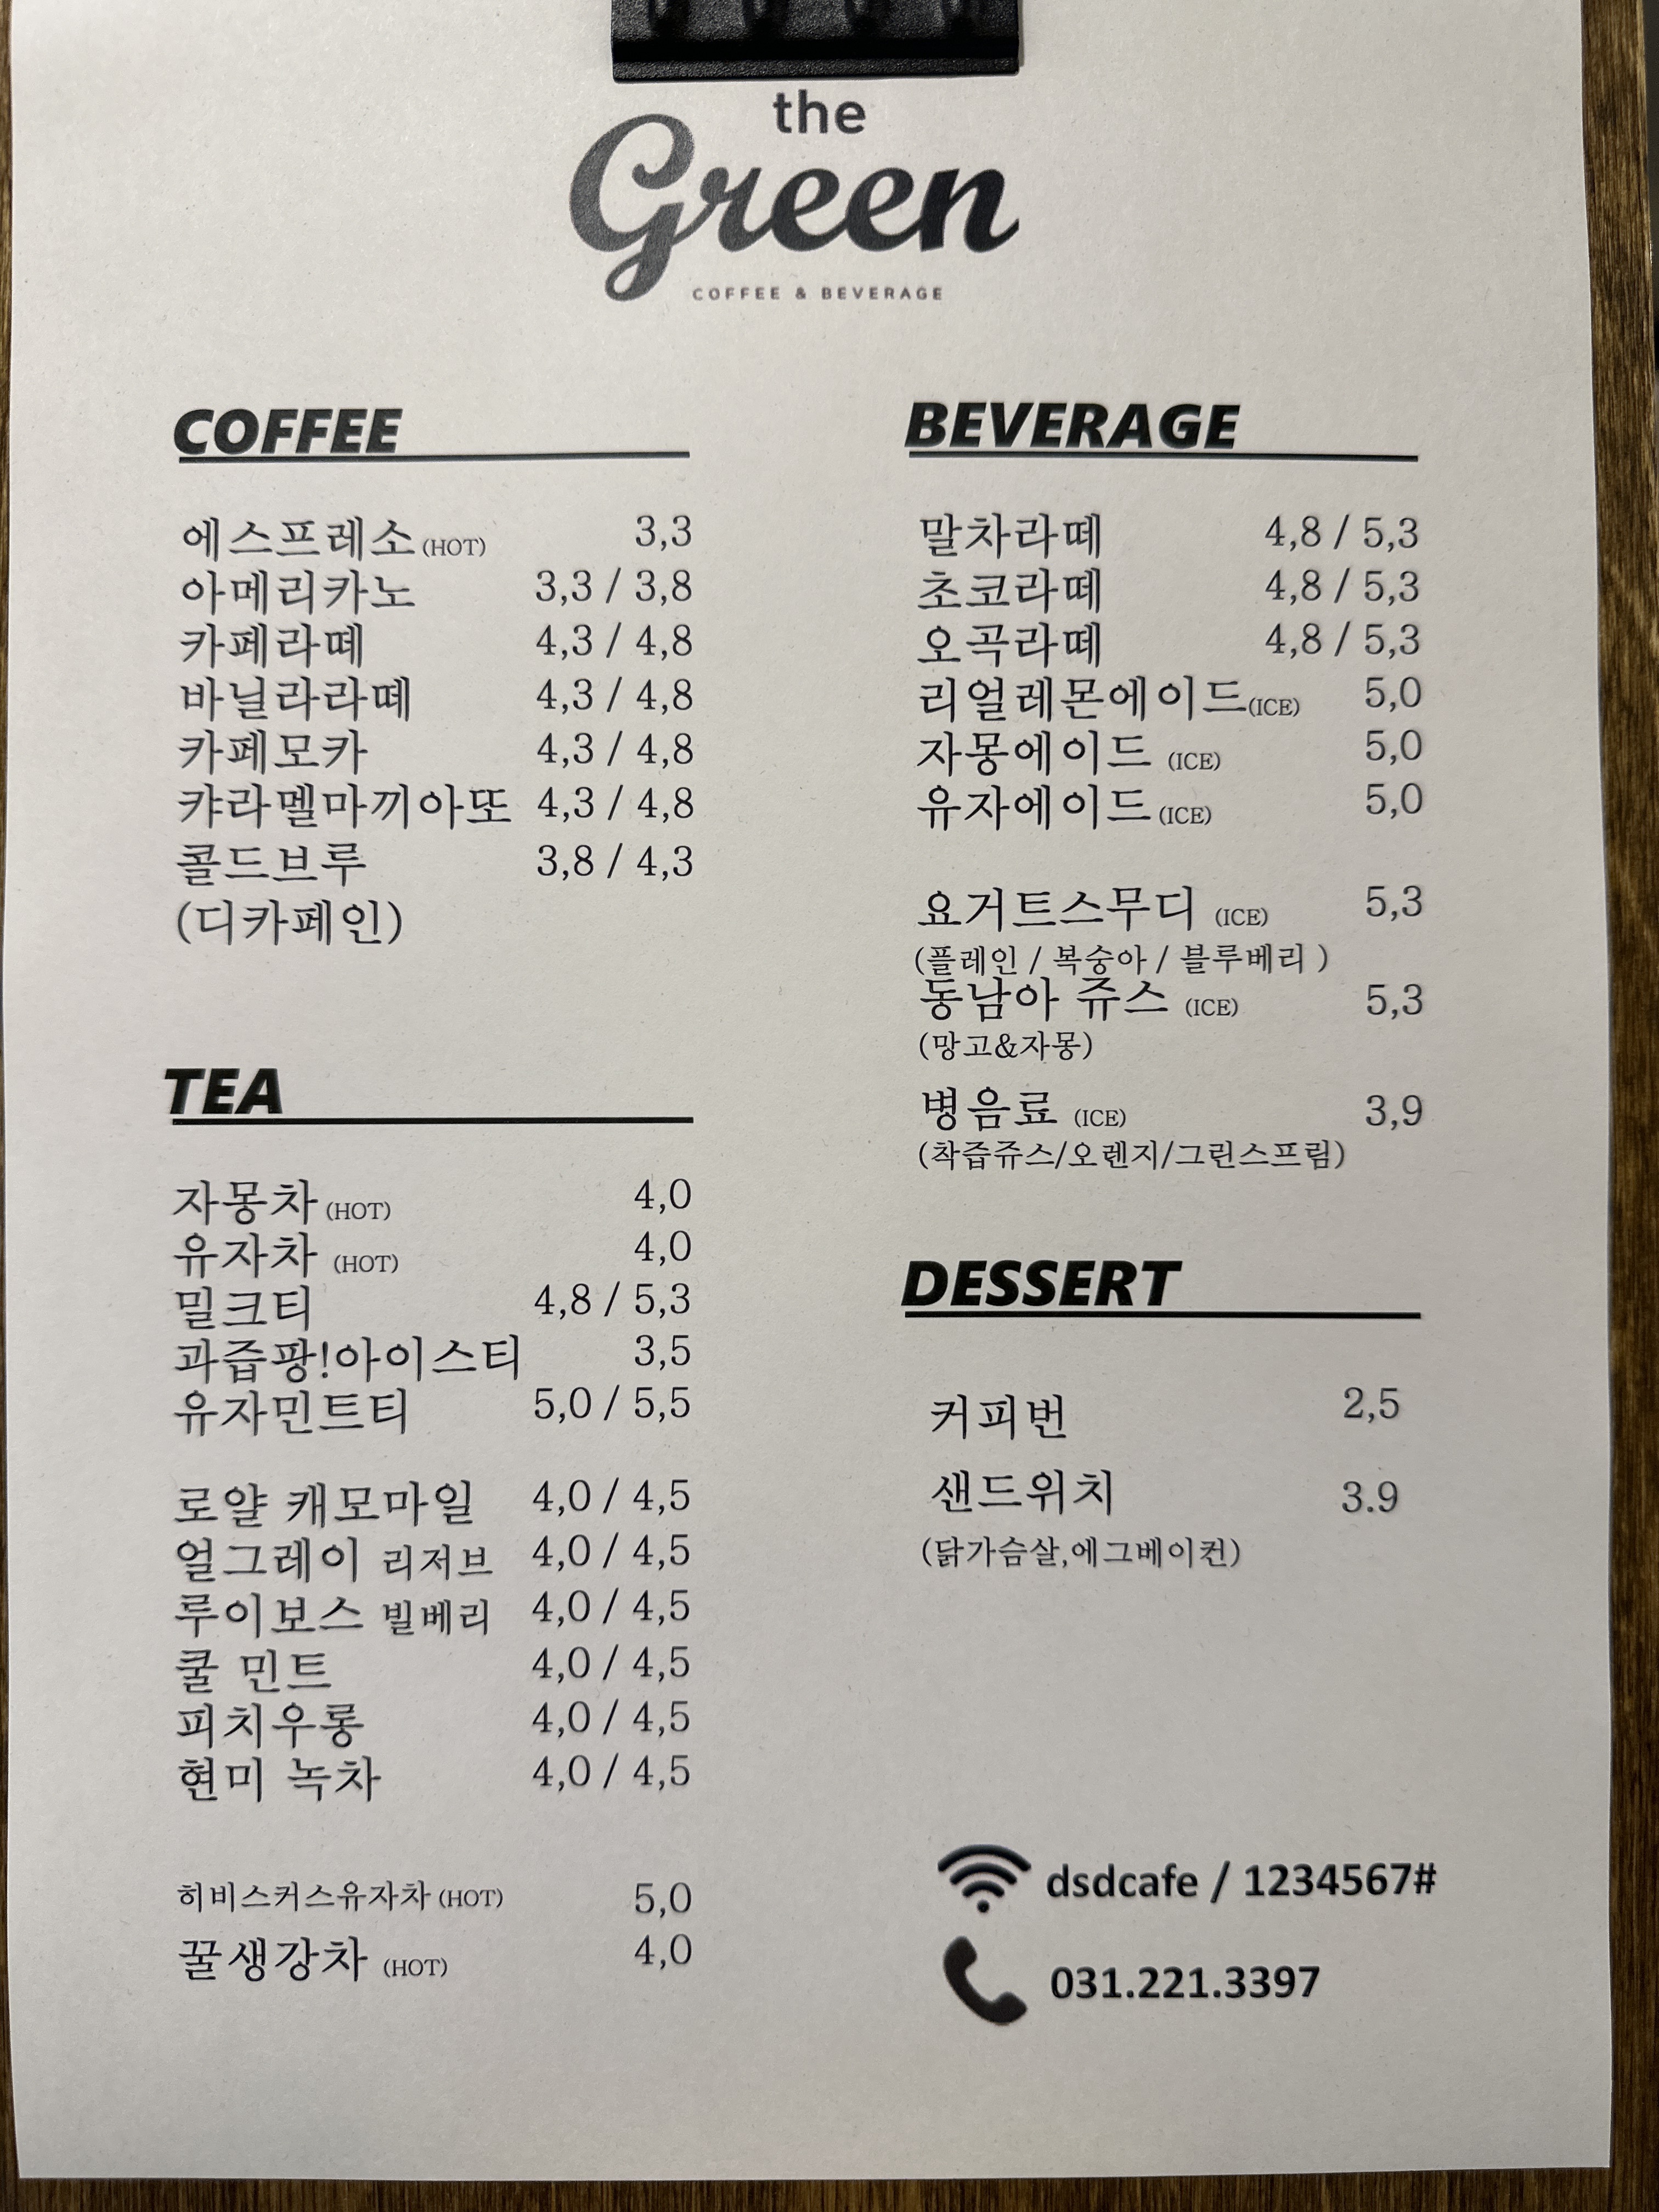 the
Green
COFFEE & BEVERAGE
COFFEE
에스프레소(HOT) 3,3
아메리카노 3,3 / 3,8
카페라떼 4,3 / 4,8
바닐라라떼 4,3 / 4,8
카페모카 4,3 / 4,8
캬라멜마끼아또 4,3 / 4,8
콜드브루 3,8 / 4,3
(디카페인)
TEA
자몽차 (HOT) 4,0
유자차 (HOT) 4,0
밀크티 4,8 / 5,3
과즙팡!아이스티 3,5
유자민트티 5,0 / 5,5
로얄 캐모마일 4,0 / 4,5
얼그레이 리저브 4,0 / 4,5
루이보스 빌베리 4,0 / 4,5
쿨 민트 4,0 / 4,5
피치우롱 4,0 / 4,5
현미 녹차 4,0 / 4,5
히비스커스유자차 (HOT) 5,0
꿀생강차 (HOT) 4,0
BEVERAGE
말차라떼 4,8 / 5,3
초코라떼 4,8 / 5,3
오곡라떼 4,8 / 5,3
리얼레몬에이드(ICE) 5,0
자몽에이드 (ICE) 5,0
유자에이드 (ICE) 5,0
요거트스무디 (ICE) 5,3
(플레인 / 복숭아 / 블루베리 )
동남아 쥬스 (ICE) 5,3
(망고&자몽)
병음료 (ICE) 3,9
(착즙쥬스/오렌지/그린스프림)
DESSERT
커피번 2,5
샌드위치 3.9
(닭가슴살,에그베이컨)
dsdcafe / 1234567#
031.221.3397